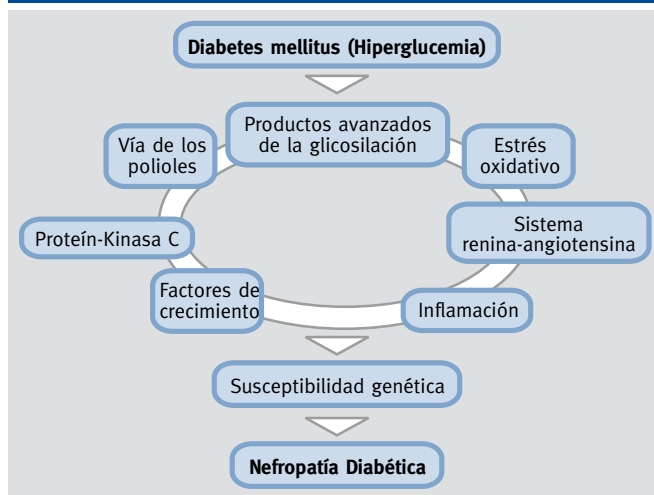 Diabetes mellitus (Hiperglucemia)
Productos avanzados
de la glicosilación
Vía de los
polioles
Estrés
oxidativo
Proteín-Kinasa C
Sistema
renina-angiotensina
Factores de
crecimiento
Inflamación
Susceptibilidad genética
Nefropatía Diabética